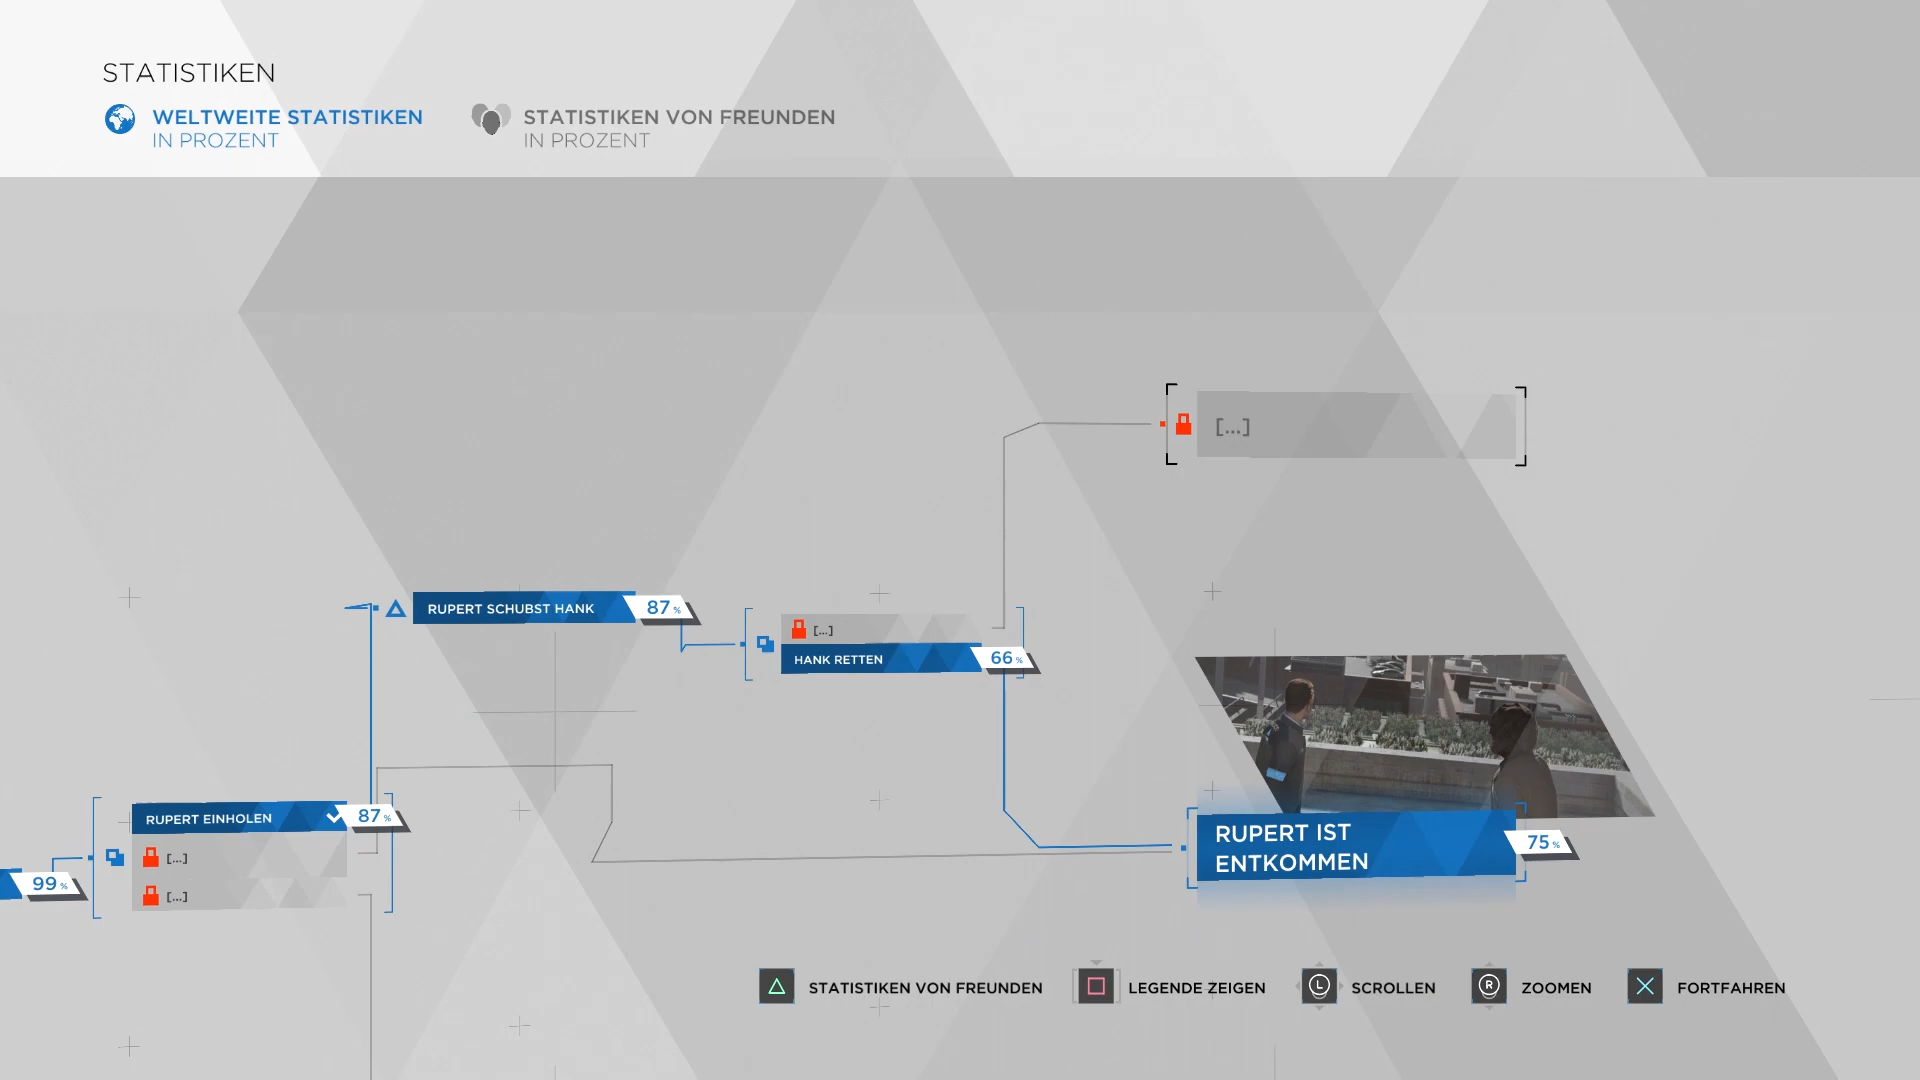 STATISTIKEN
WELTWEITE STATISTIKEN
IN PROZENT
STATISTIKEN VON FREUNDEN
IN PROZENT
[...]
RUPERT SCHUBST HANK
87 %
[...]
HANK RETTEN
66 %
RUPERT EINHOLEN
87 %
[...]
[...]
99 %
RUPERT IST
ENTKOMMEN
75 %
STATISTIKEN VON FREUNDEN
LEGENDE ZEIGEN
L
SCROLLEN
R
ZOOMEN
FORTFAHREN